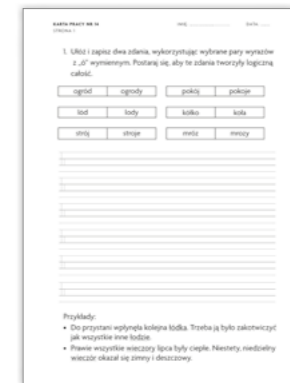 KARTA PRACY NR 14 IMIĘ DATA
STRONA 1
1. Ułóż i zapisz dwa zdania, wykorzystując wybrane pary wyrazów
z „ó” wymiennym. Postaraj się, aby te zdania tworzyły logiczną
całość.
ogród ogrody pokój pokoje
lód lody kółko koła
strój stroje mróz mrozy
Przykłady:
• Do przystani wpłynęła kolejna łódka. Trzeba ją było zakotwiczyć
jak wszystkie inne łodzie.
• Prawie wszystkie wieczory lipca były ciepłe. Niestety, niedzielny
wieczór okazał się zimny i deszczowy.